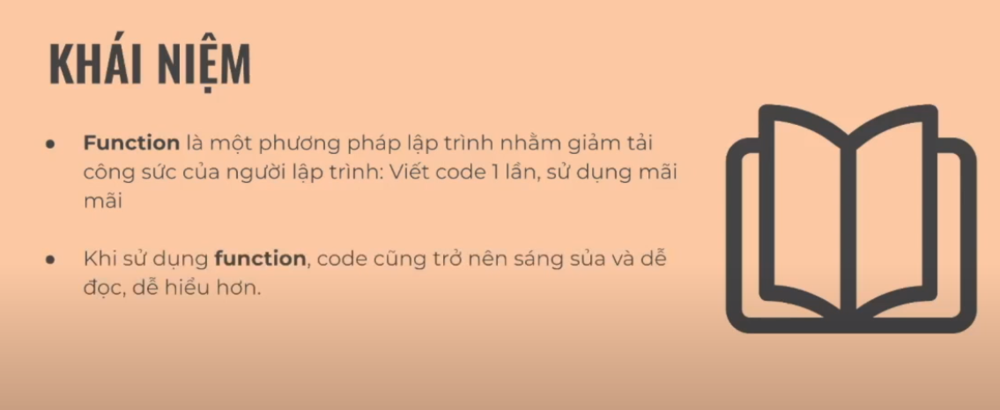 KHÁI NIỆM
● Function là một phương pháp lập trình nhằm giảm tải
công sức của người lập trình: Viết code 1 lần, sử dụng mãi
mãi
● Khi sử dụng function, code cũng trở nên sáng sủa và dễ
đọc, dễ hiểu hơn.